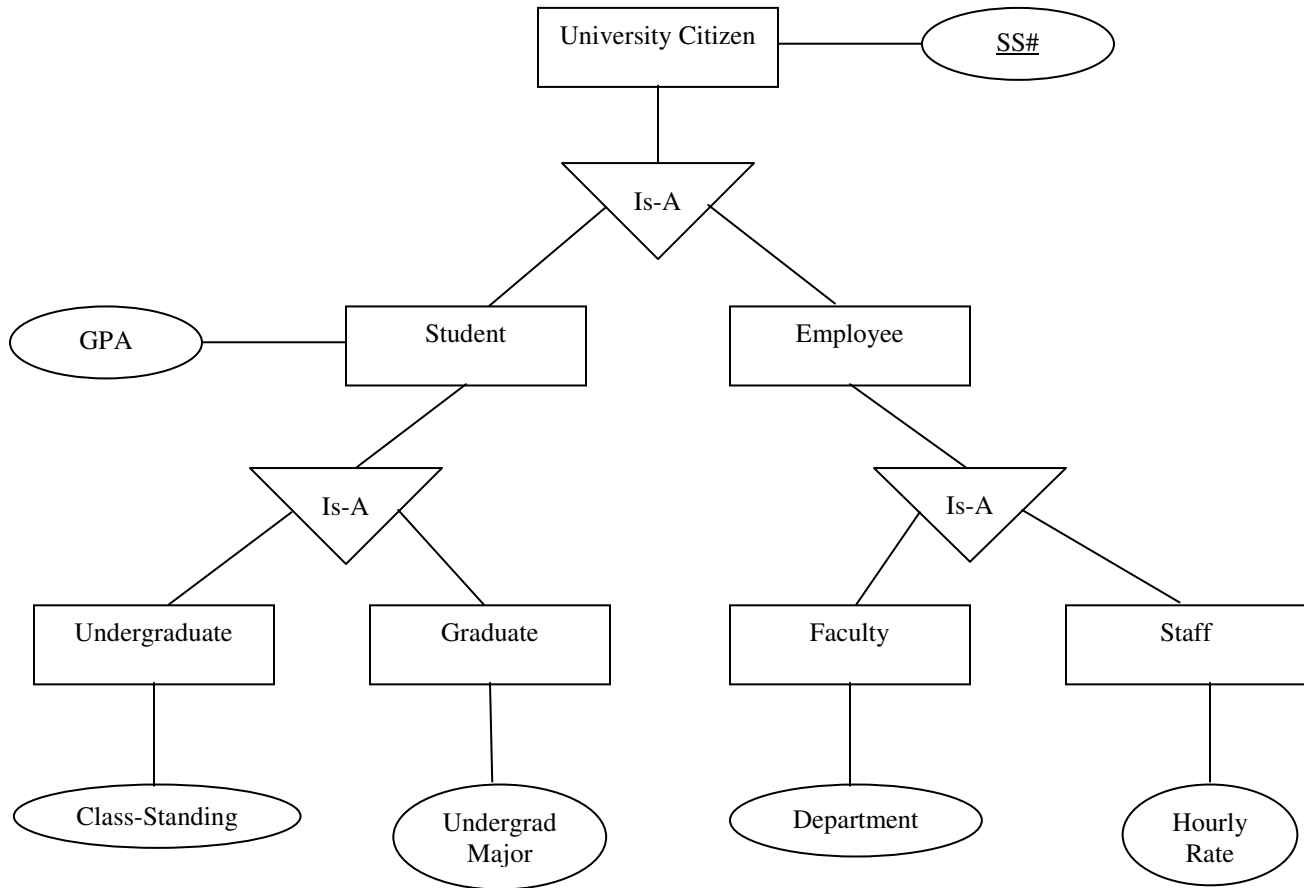 University Citizen
SS#
Is-A
GPA
Student
Employee
Is-A
Is-A
Undergraduate
Graduate
Faculty
Staff
Class-Standing
Undergrad
Major
Department
Hourly
Rate